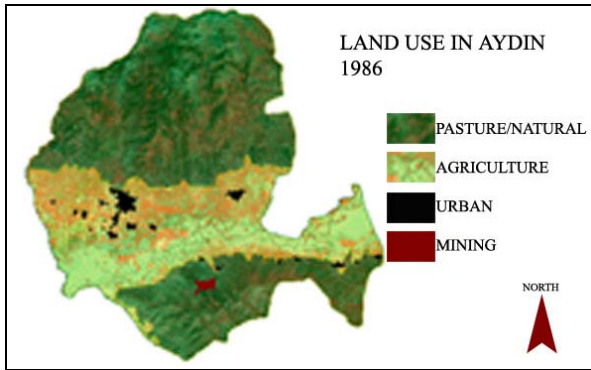 LAND USE IN AYDIN
1986
PASTURE/NATURAL
AGRICULTURE
URBAN
MINING
NORTH